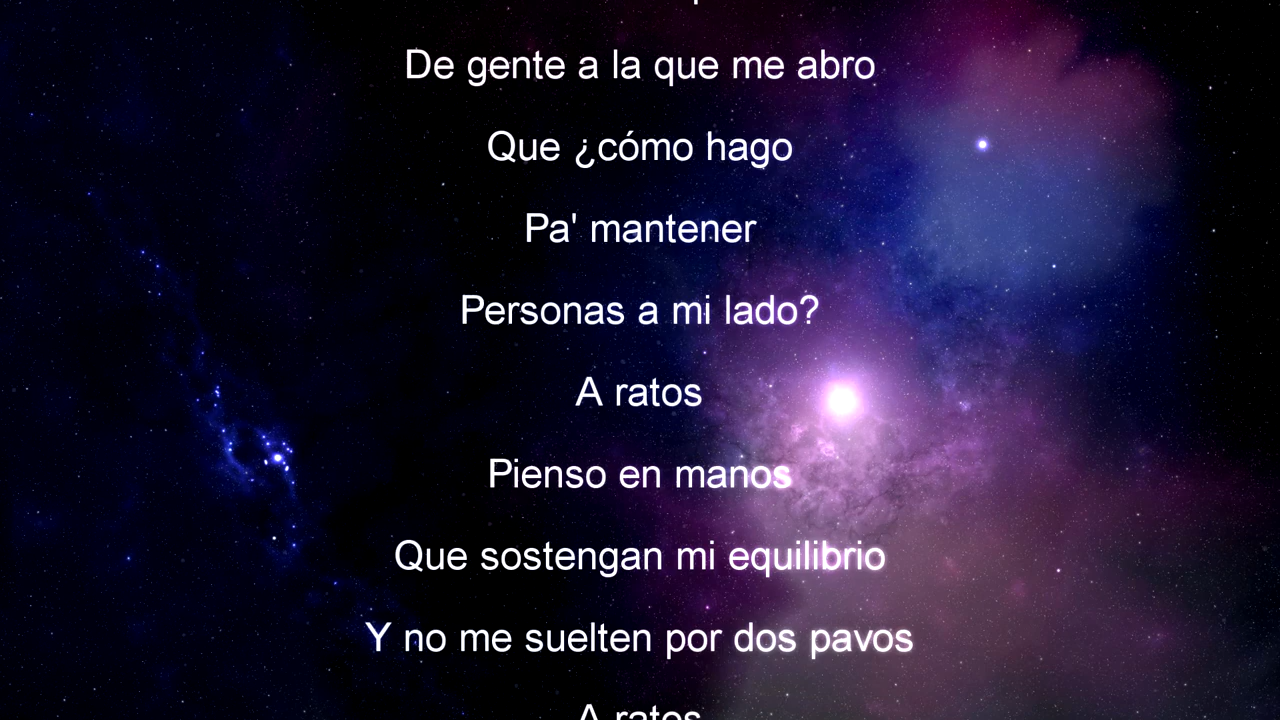 De gente a la que me abro
Que ¿cómo hago
Pa' mantener
Personas a mi lado?
A ratos
Pienso en manos
Que sostengan mi equilibrio
Y no me suelten por dos pavos
A ratos